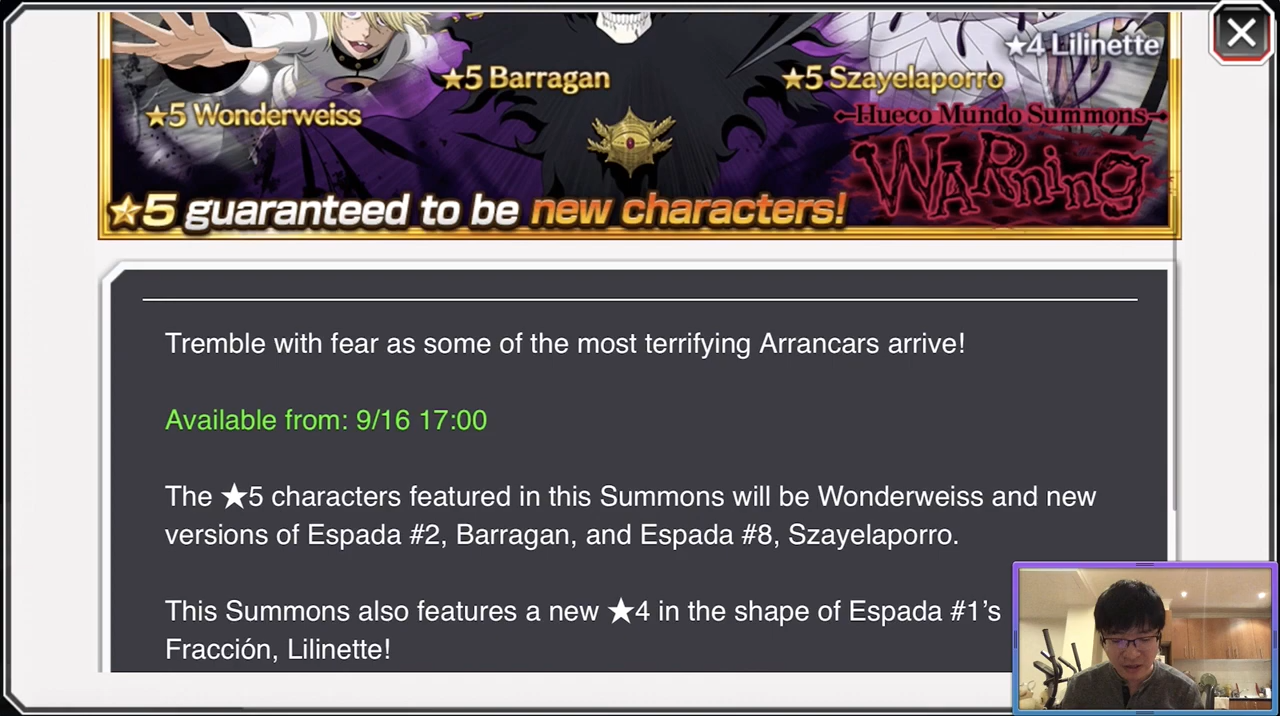 ★4 Lilinette
★5 Barragan
★5 Szayelaporro
★5 Wonderweiss
Hueco Mundo Summons
WARNING
★5 guaranteed to be new characters!
Tremble with fear as some of the most terrifying Arrancars arrive!
Available from: 9/16 17:00
The ★5 characters featured in this Summons will be Wonderweiss and new
versions of Espada #2, Barragan, and Espada #8, Szayelaporro.
This Summons also features a new ★4 in the shape of Espada #1's
Fracción, Lilinette!